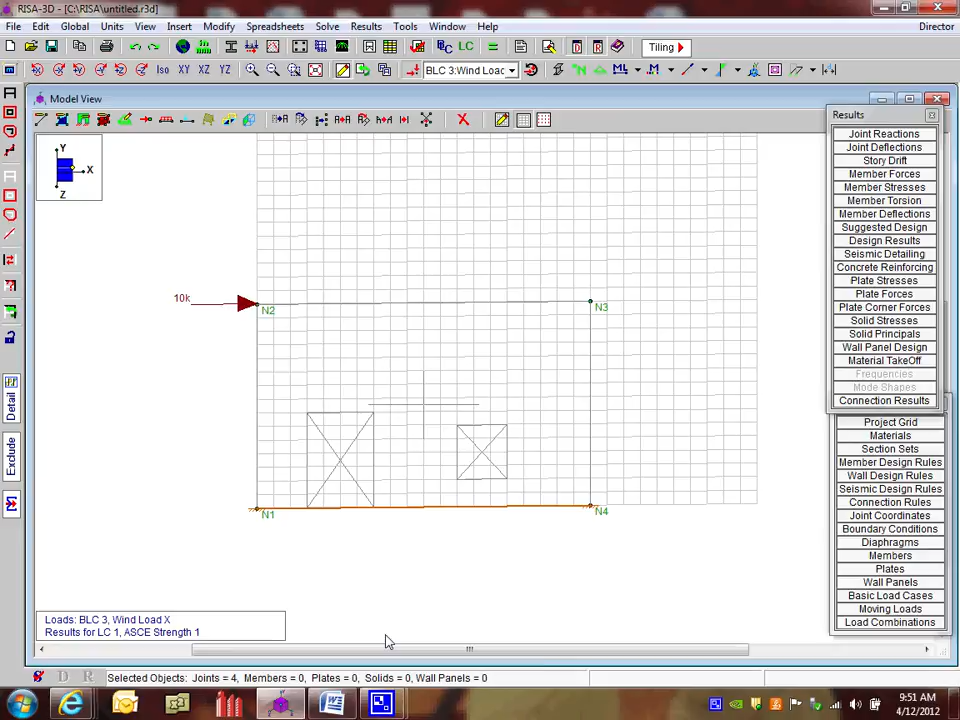 RISA-3D - [C:\RISA\untitled.r3d]
File Edit Global Units View Insert Modify Spreadsheets Solve Results Tools Window Help Director
BLC 3:Wind Load Tiling
Iso XY XZ YZ
Model View
Y
X
Z
10k
N2
N3
N1
N4
Results
Joint Reactions
Joint Deflections
Story Drift
Member Forces
Member Stresses
Member Torsion
Member Deflections
Suggested Design
Design Results
Seismic Detailing
Concrete Reinforcing
Plate Stresses
Plate Forces
Plate Corner Forces
Solid Stresses
Solid Principals
Wall Panel Design
Material TakeOff
Frequencies
Mode Shapes
Connection Results
Project Grid
Materials
Section Sets
Member Design Rules
Wall Design Rules
Seismic Design Rules
Connection Rules
Joint Coordinates
Boundary Conditions
Diaphragms
Members
Plates
Wall Panels
Basic Load Cases
Moving Loads
Load Combinations
Detail
Exclude
Loads: BLC 3, Wind Load X
Results for LC 1, ASCE Strength 1
D R Selected Objects: Joints = 4, Members = 0, Plates = 0, Solids = 0, Wall Panels = 0
9:51 AM
4/12/2012